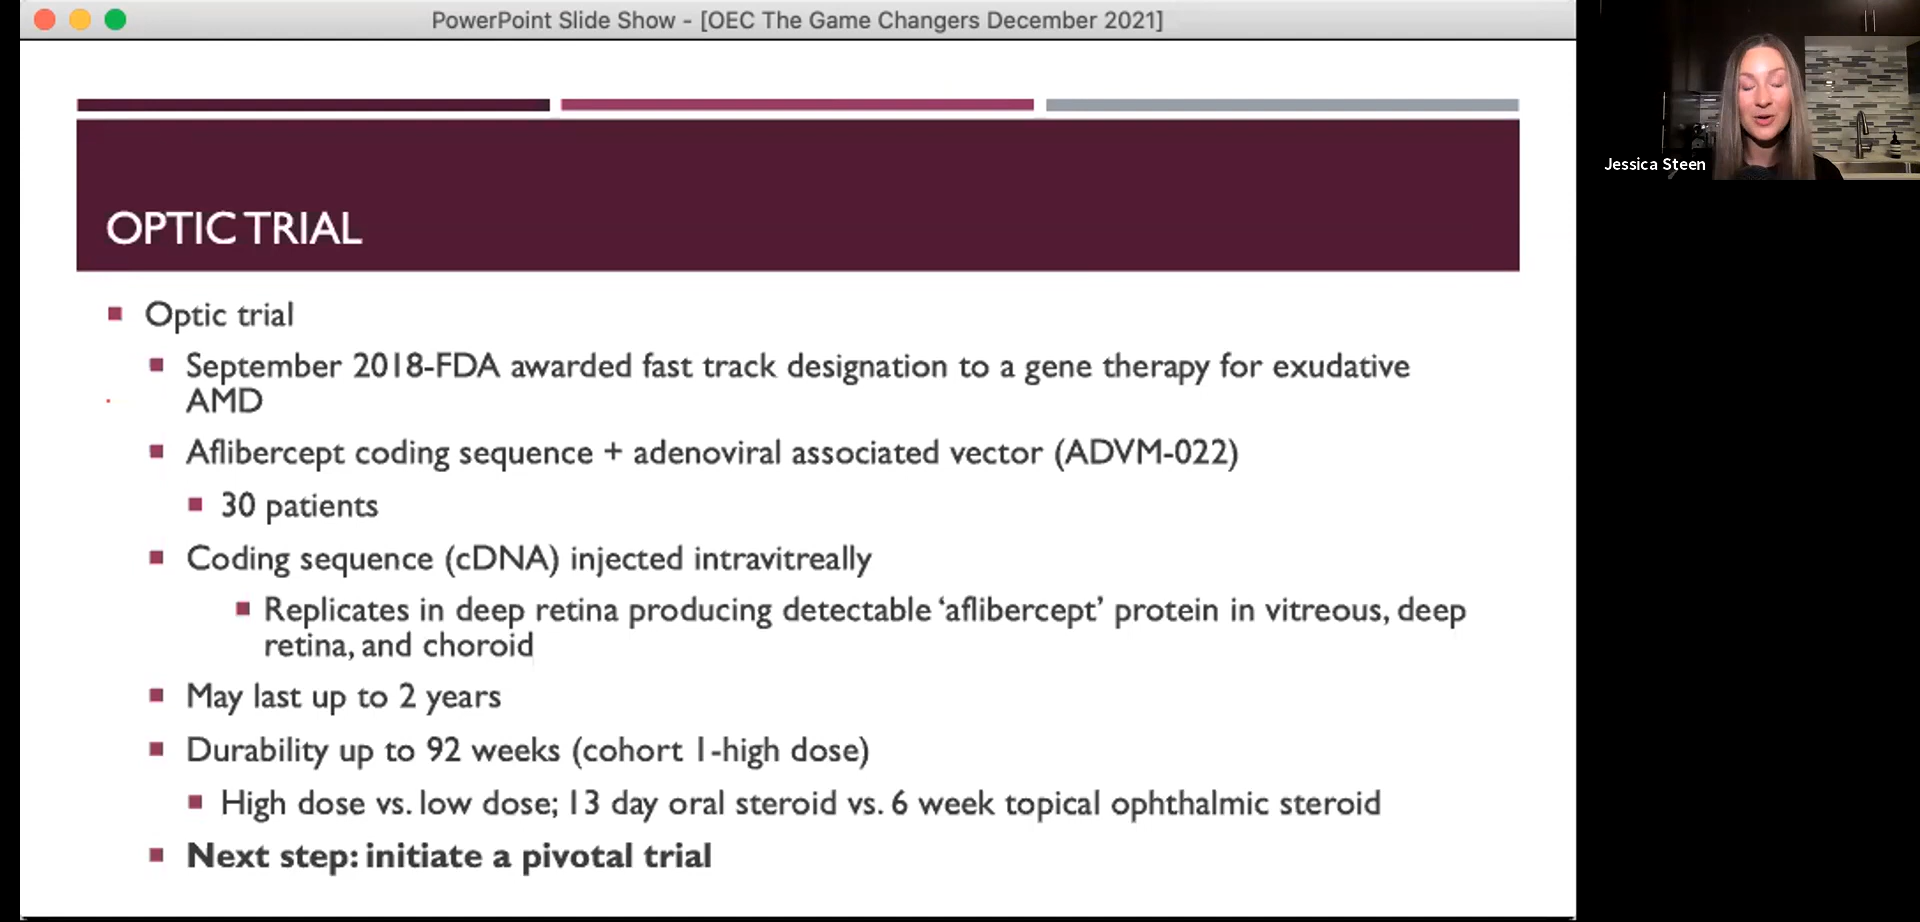 PowerPoint Slide Show - [OEC The Game Changers December 2021]
Jessica Steen
OPTIC TRIAL
Optic trial
September 2018-FDA awarded fast track designation to a gene therapy for exudative
AMD
Aflibercept coding sequence + adenoviral associated vector (ADVM-022)
30 patients
Coding sequence (cDNA) injected intravitreally
Replicates in deep retina producing detectable ‘aflibercept’ protein in vitreous, deep
retina, and choroid
May last up to 2 years
Durability up to 92 weeks (cohort 1-high dose)
High dose vs. low dose; 13 day oral steroid vs. 6 week topical ophthalmic steroid
Next step: initiate a pivotal trial